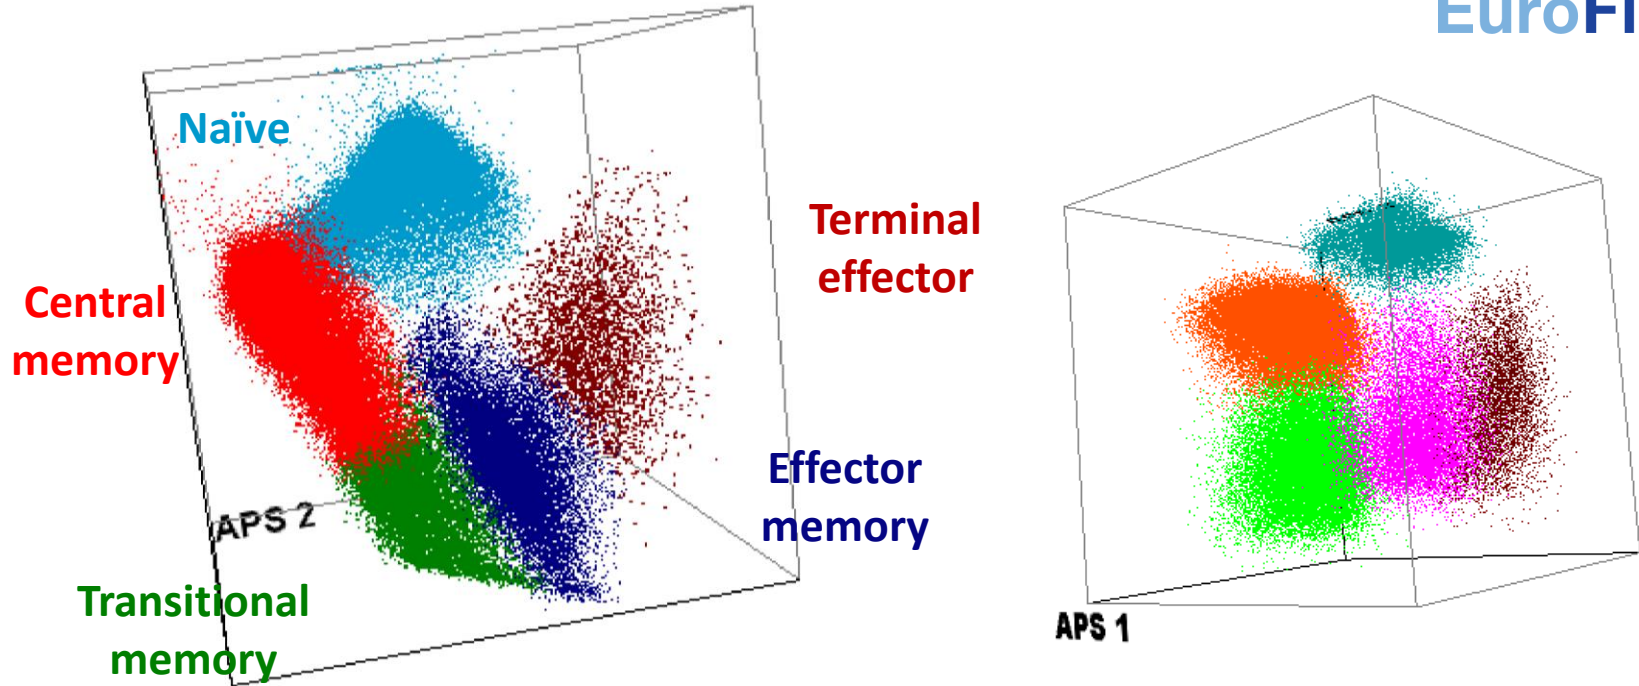 EuroFl
Naïve
Terminal
effector
Central
memory
Effector
memory
APS 2
Transitional
memory
APS 1